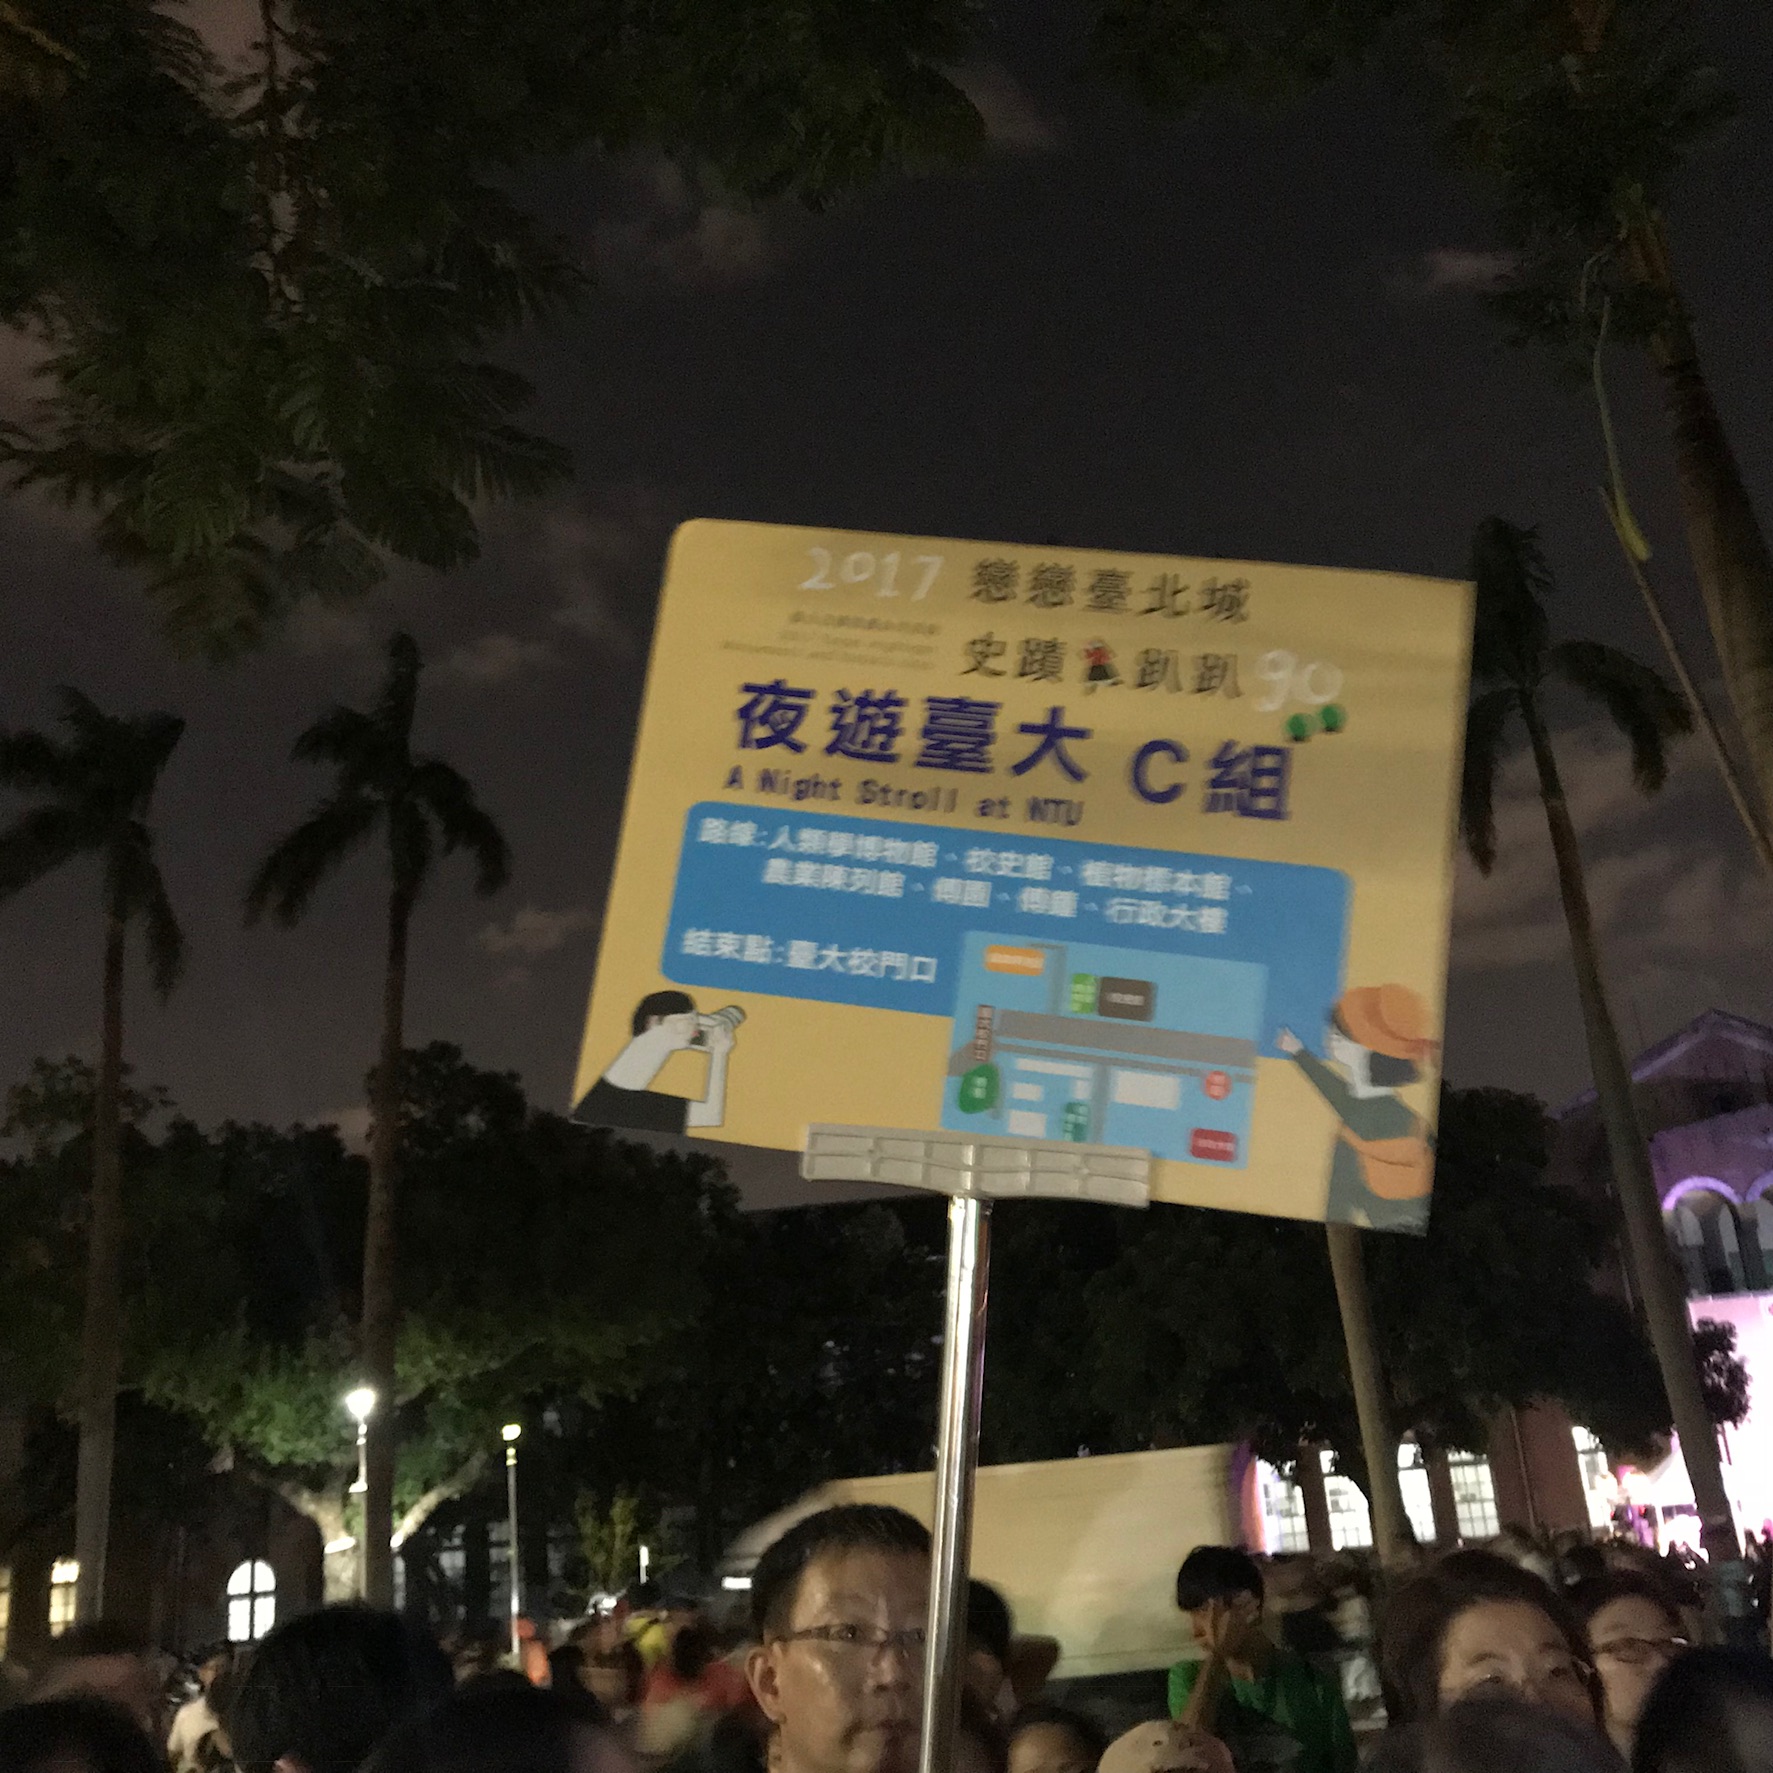 2017 戀戀臺北城
史蹟趴趴go
夜遊臺大 C組
A Night Stroll at NTU
路線:人類學博物館、校史館、植物標本館、
農業陳列館、傅園、傅鐘、行政大樓
結束點:臺大校門口